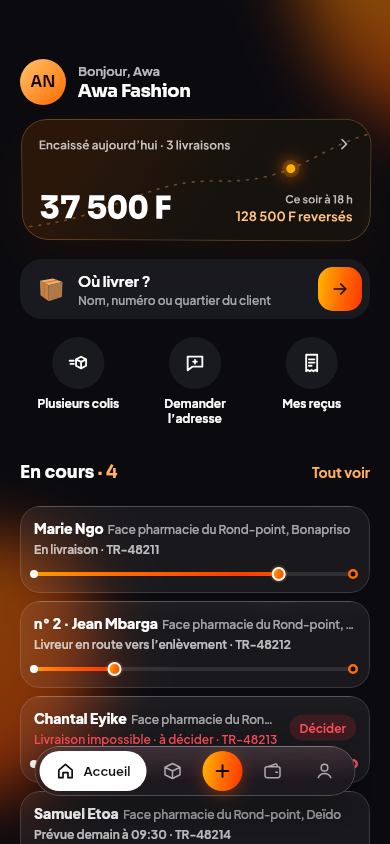 AN
Bonjour, Awa
Awa Fashion
Encaissé aujourd'hui · 3 livraisons
37 500 F
Ce soir à 18 h
128 500 F reversés
Où livrer ?
Nom, numéro ou quartier du client
Plusieurs colis
Demander
l'adresse
Mes reçus
En cours · 4
Tout voir
Marie Ngo Face pharmacie du Rond-point, Bonapriso
En livraison · TR-48211
n° 2 · Jean Mbarga Face pharmacie du Rond-point, ...
Livreur en route vers l'enlèvement · TR-48212
Chantal Eyike Face pharmacie du Ron...
Livraison impossible · à décider · TR-48213
Décider
Accueil
Samuel Etoa Face pharmacie du Rond-point, Deïdo
Prévue demain à 09:30 · TR-48214